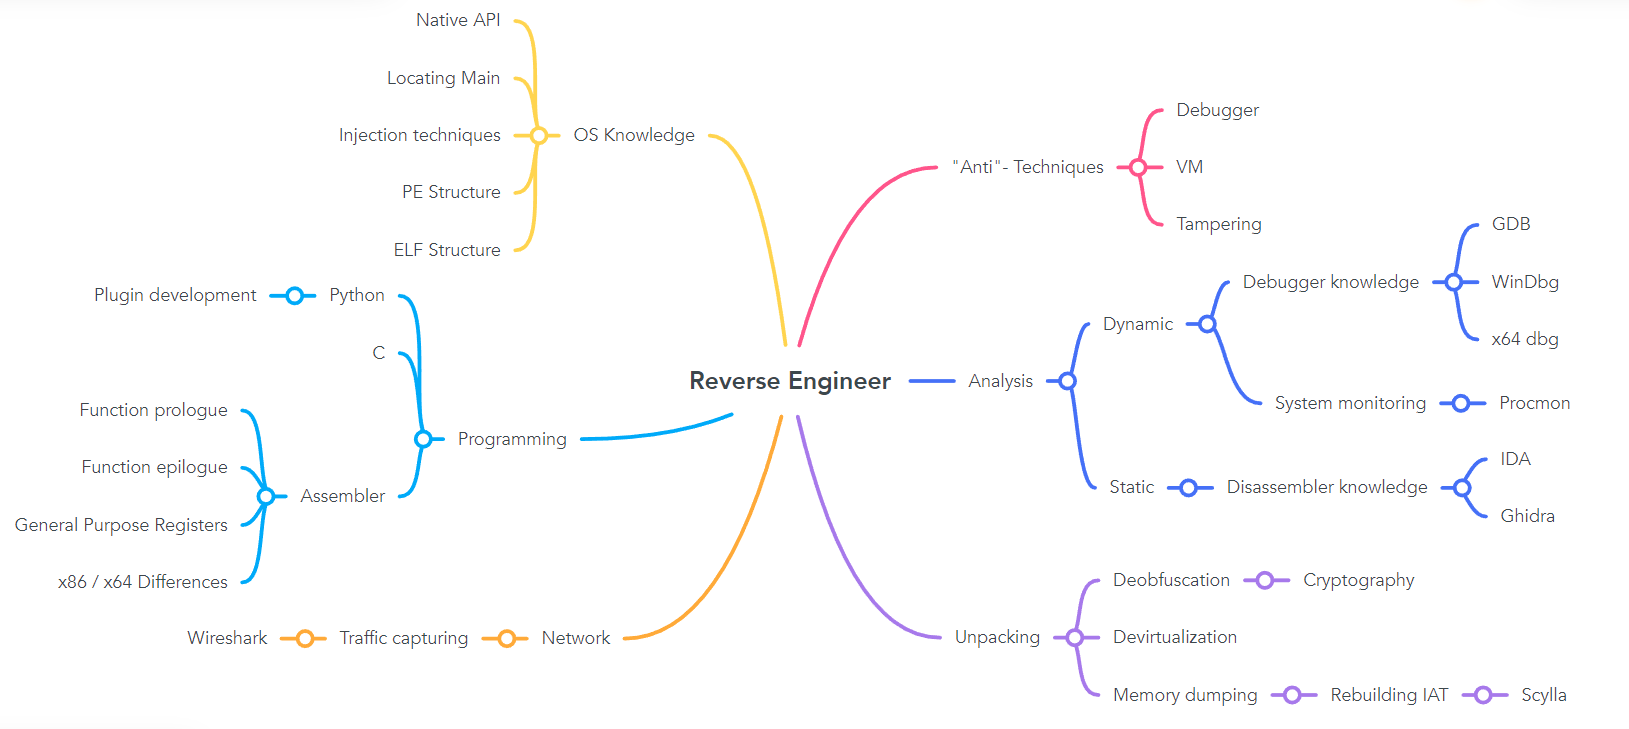 Reverse Engineer
OS Knowledge
Native API
Locating Main
Injection techniques
PE Structure
ELF Structure
Programming
Python
Plugin development
C
Assembler
Function prologue
Function epilogue
General Purpose Registers
x86 / x64 Differences
Network
Traffic capturing
Wireshark
"Anti"- Techniques
Debugger
VM
Tampering
Analysis
Dynamic
Debugger knowledge
GDB
WinDbg
x64 dbg
System monitoring
Procmon
Static
Disassembler knowledge
IDA
Ghidra
Unpacking
Deobfuscation
Cryptography
Devirtualization
Memory dumping
Rebuilding IAT
Scylla